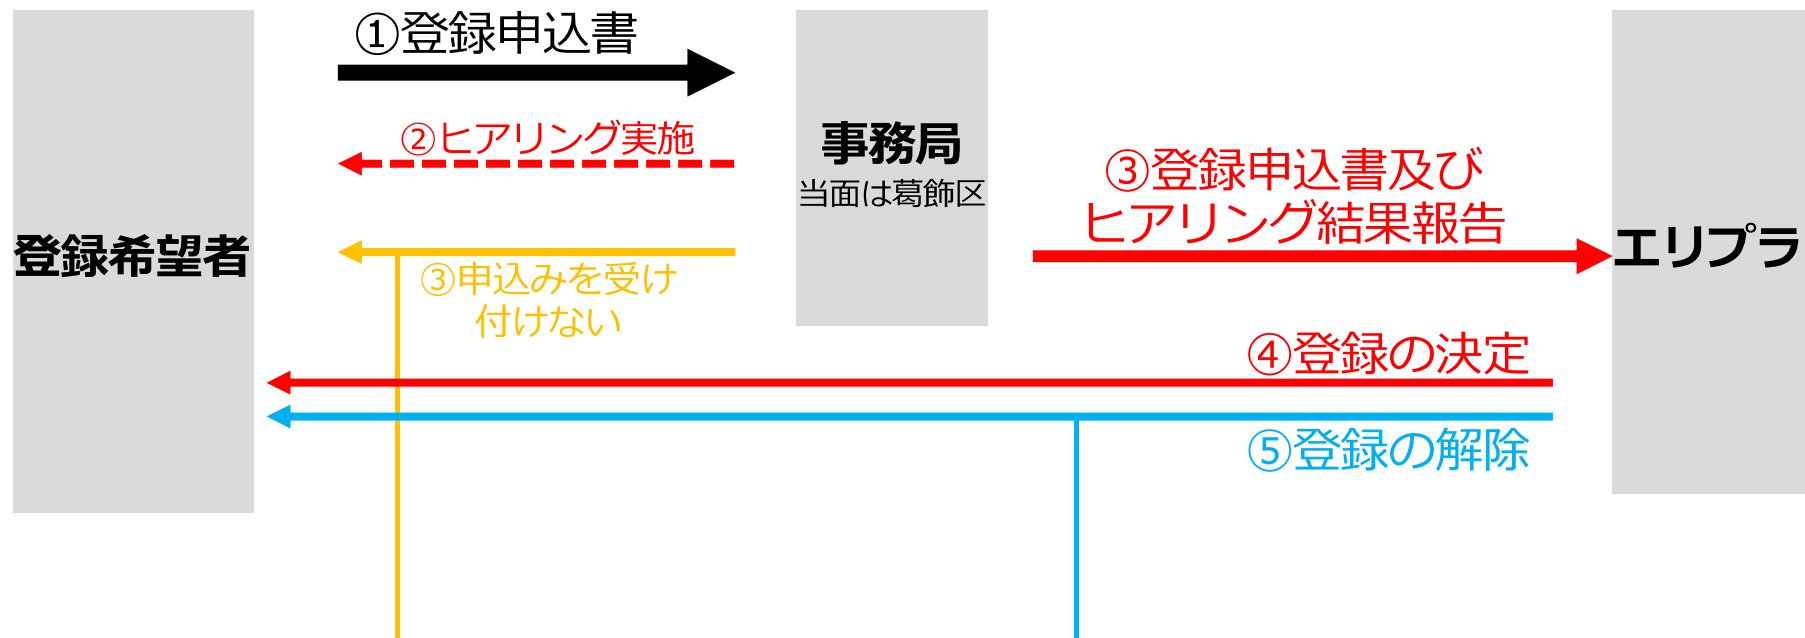 ①登録申込書
②ヒアリング実施
事務局
当面は葛飾区
③登録申込書及び
ヒアリング結果報告
登録希望者
エリプラ
③申込みを受け
付けない
④登録の決定
⑤登録の解除